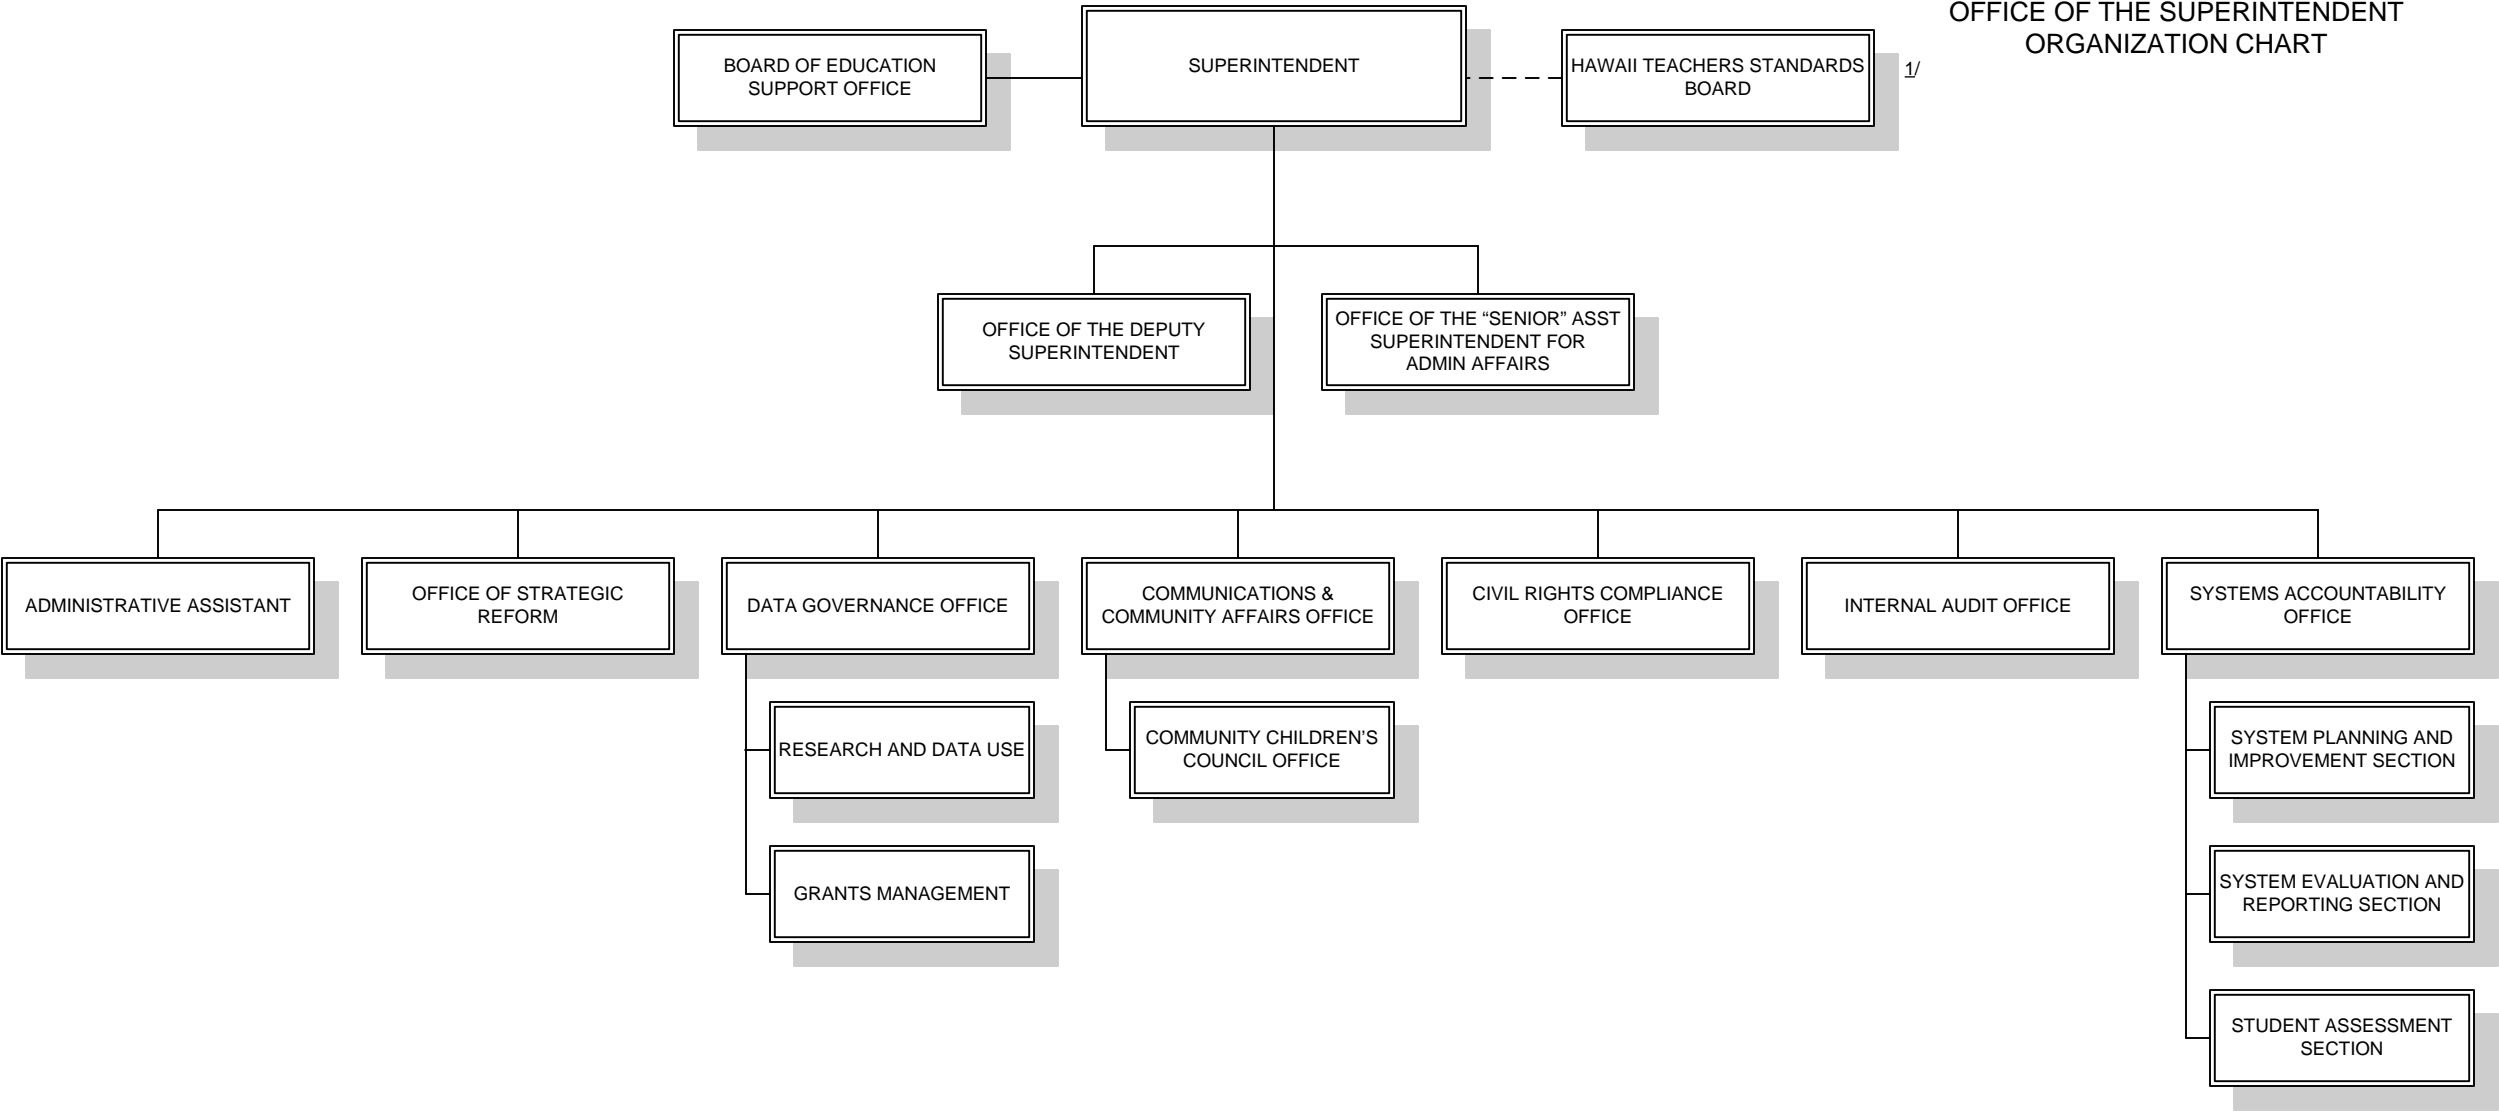 OFFICE OF THE SUPERINTENDENT
ORGANIZATION CHART
BOARD OF EDUCATION
SUPPORT OFFICE
SUPERINTENDENT
HAWAII TEACHERS STANDARDS
BOARD
1/
OFFICE OF THE DEPUTY
SUPERINTENDENT
OFFICE OF THE “SENIOR” ASST
SUPERINTENDENT FOR
ADMIN AFFAIRS
ADMINISTRATIVE ASSISTANT
OFFICE OF STRATEGIC
REFORM
DATA GOVERNANCE OFFICE
COMMUNICATIONS &
COMMUNITY AFFAIRS OFFICE
CIVIL RIGHTS COMPLIANCE
OFFICE
INTERNAL AUDIT OFFICE
SYSTEMS ACCOUNTABILITY
OFFICE
RESEARCH AND DATA USE
COMMUNITY CHILDREN’S
COUNCIL OFFICE
SYSTEM PLANNING AND
IMPROVEMENT SECTION
GRANTS MANAGEMENT
SYSTEM EVALUATION AND
REPORTING SECTION
STUDENT ASSESSMENT
SECTION